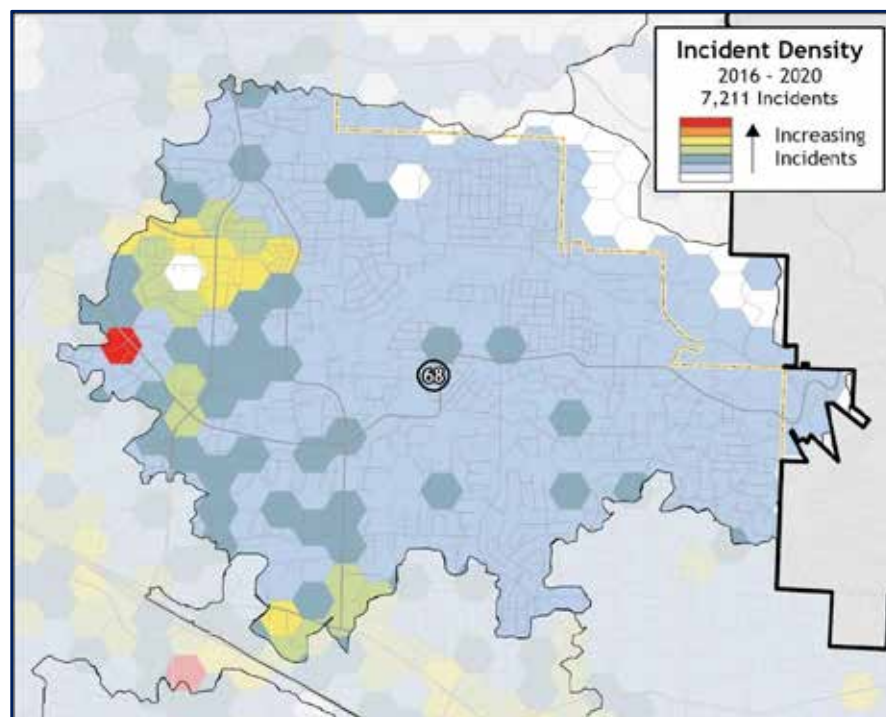 Incident Density
2016 - 2020
7,211 Incidents
Increasing
Incidents
68